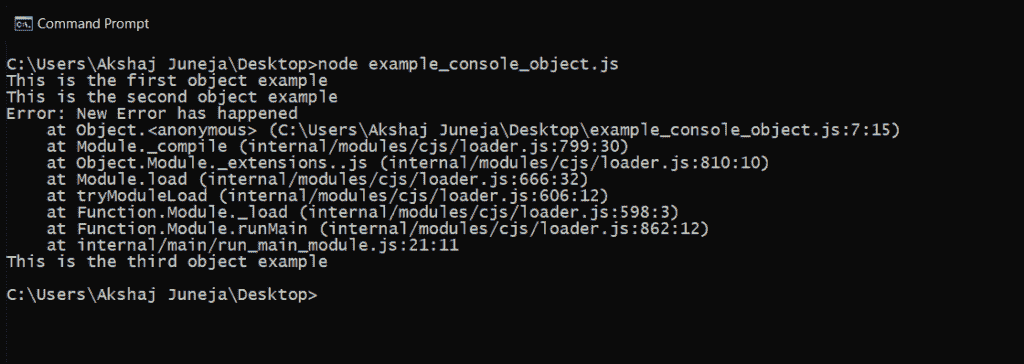 Command Prompt
C:\Users\Akshaj Juneja\Desktop>node example_console_object.js
This is the first object example
This is the second object example
Error: New Error has happened
    at Object.<anonymous> (C:\Users\Akshaj Juneja\Desktop\example_console_object.js:7:15)
    at Module._compile (internal/modules/cjs/loader.js:799:30)
    at Object.Module._extensions..js (internal/modules/cjs/loader.js:810:10)
    at Module.load (internal/modules/cjs/loader.js:666:32)
    at tryModuleLoad (internal/modules/cjs/loader.js:606:12)
    at Function.Module._load (internal/modules/cjs/loader.js:598:3)
    at Function.Module.runMain (internal/modules/cjs/loader.js:862:12)
    at internal/main/run_main_module.js:21:11
This is the third object example
C:\Users\Akshaj Juneja\Desktop>